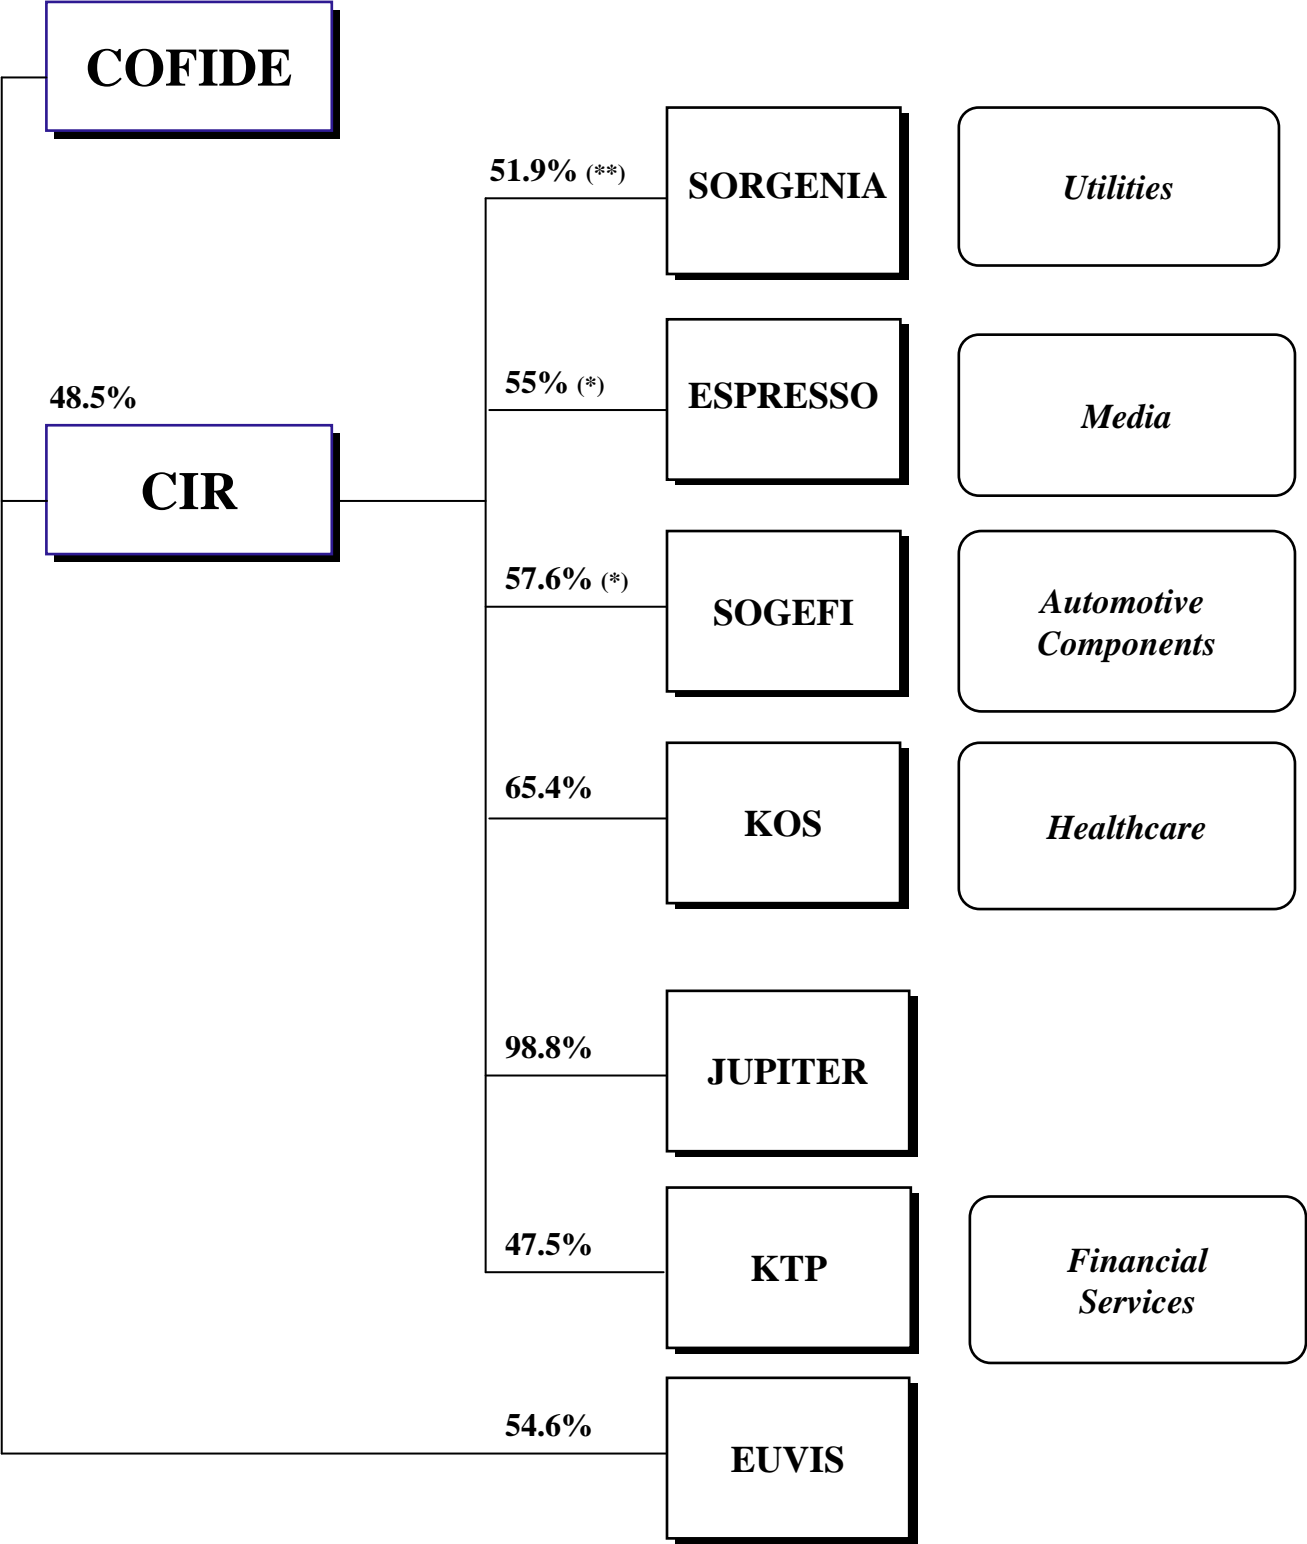 COFIDE
51.9% (**)
SORGENIA
Utilities
55% (*)
ESPRESSO
Media
48.5%
CIR
57.6% (*)
SOGEFI
Automotive
Components
65.4%
KOS
Healthcare
98.8%
JUPITER
47.5%
KTP
Financial
Services
54.6%
EUVIS